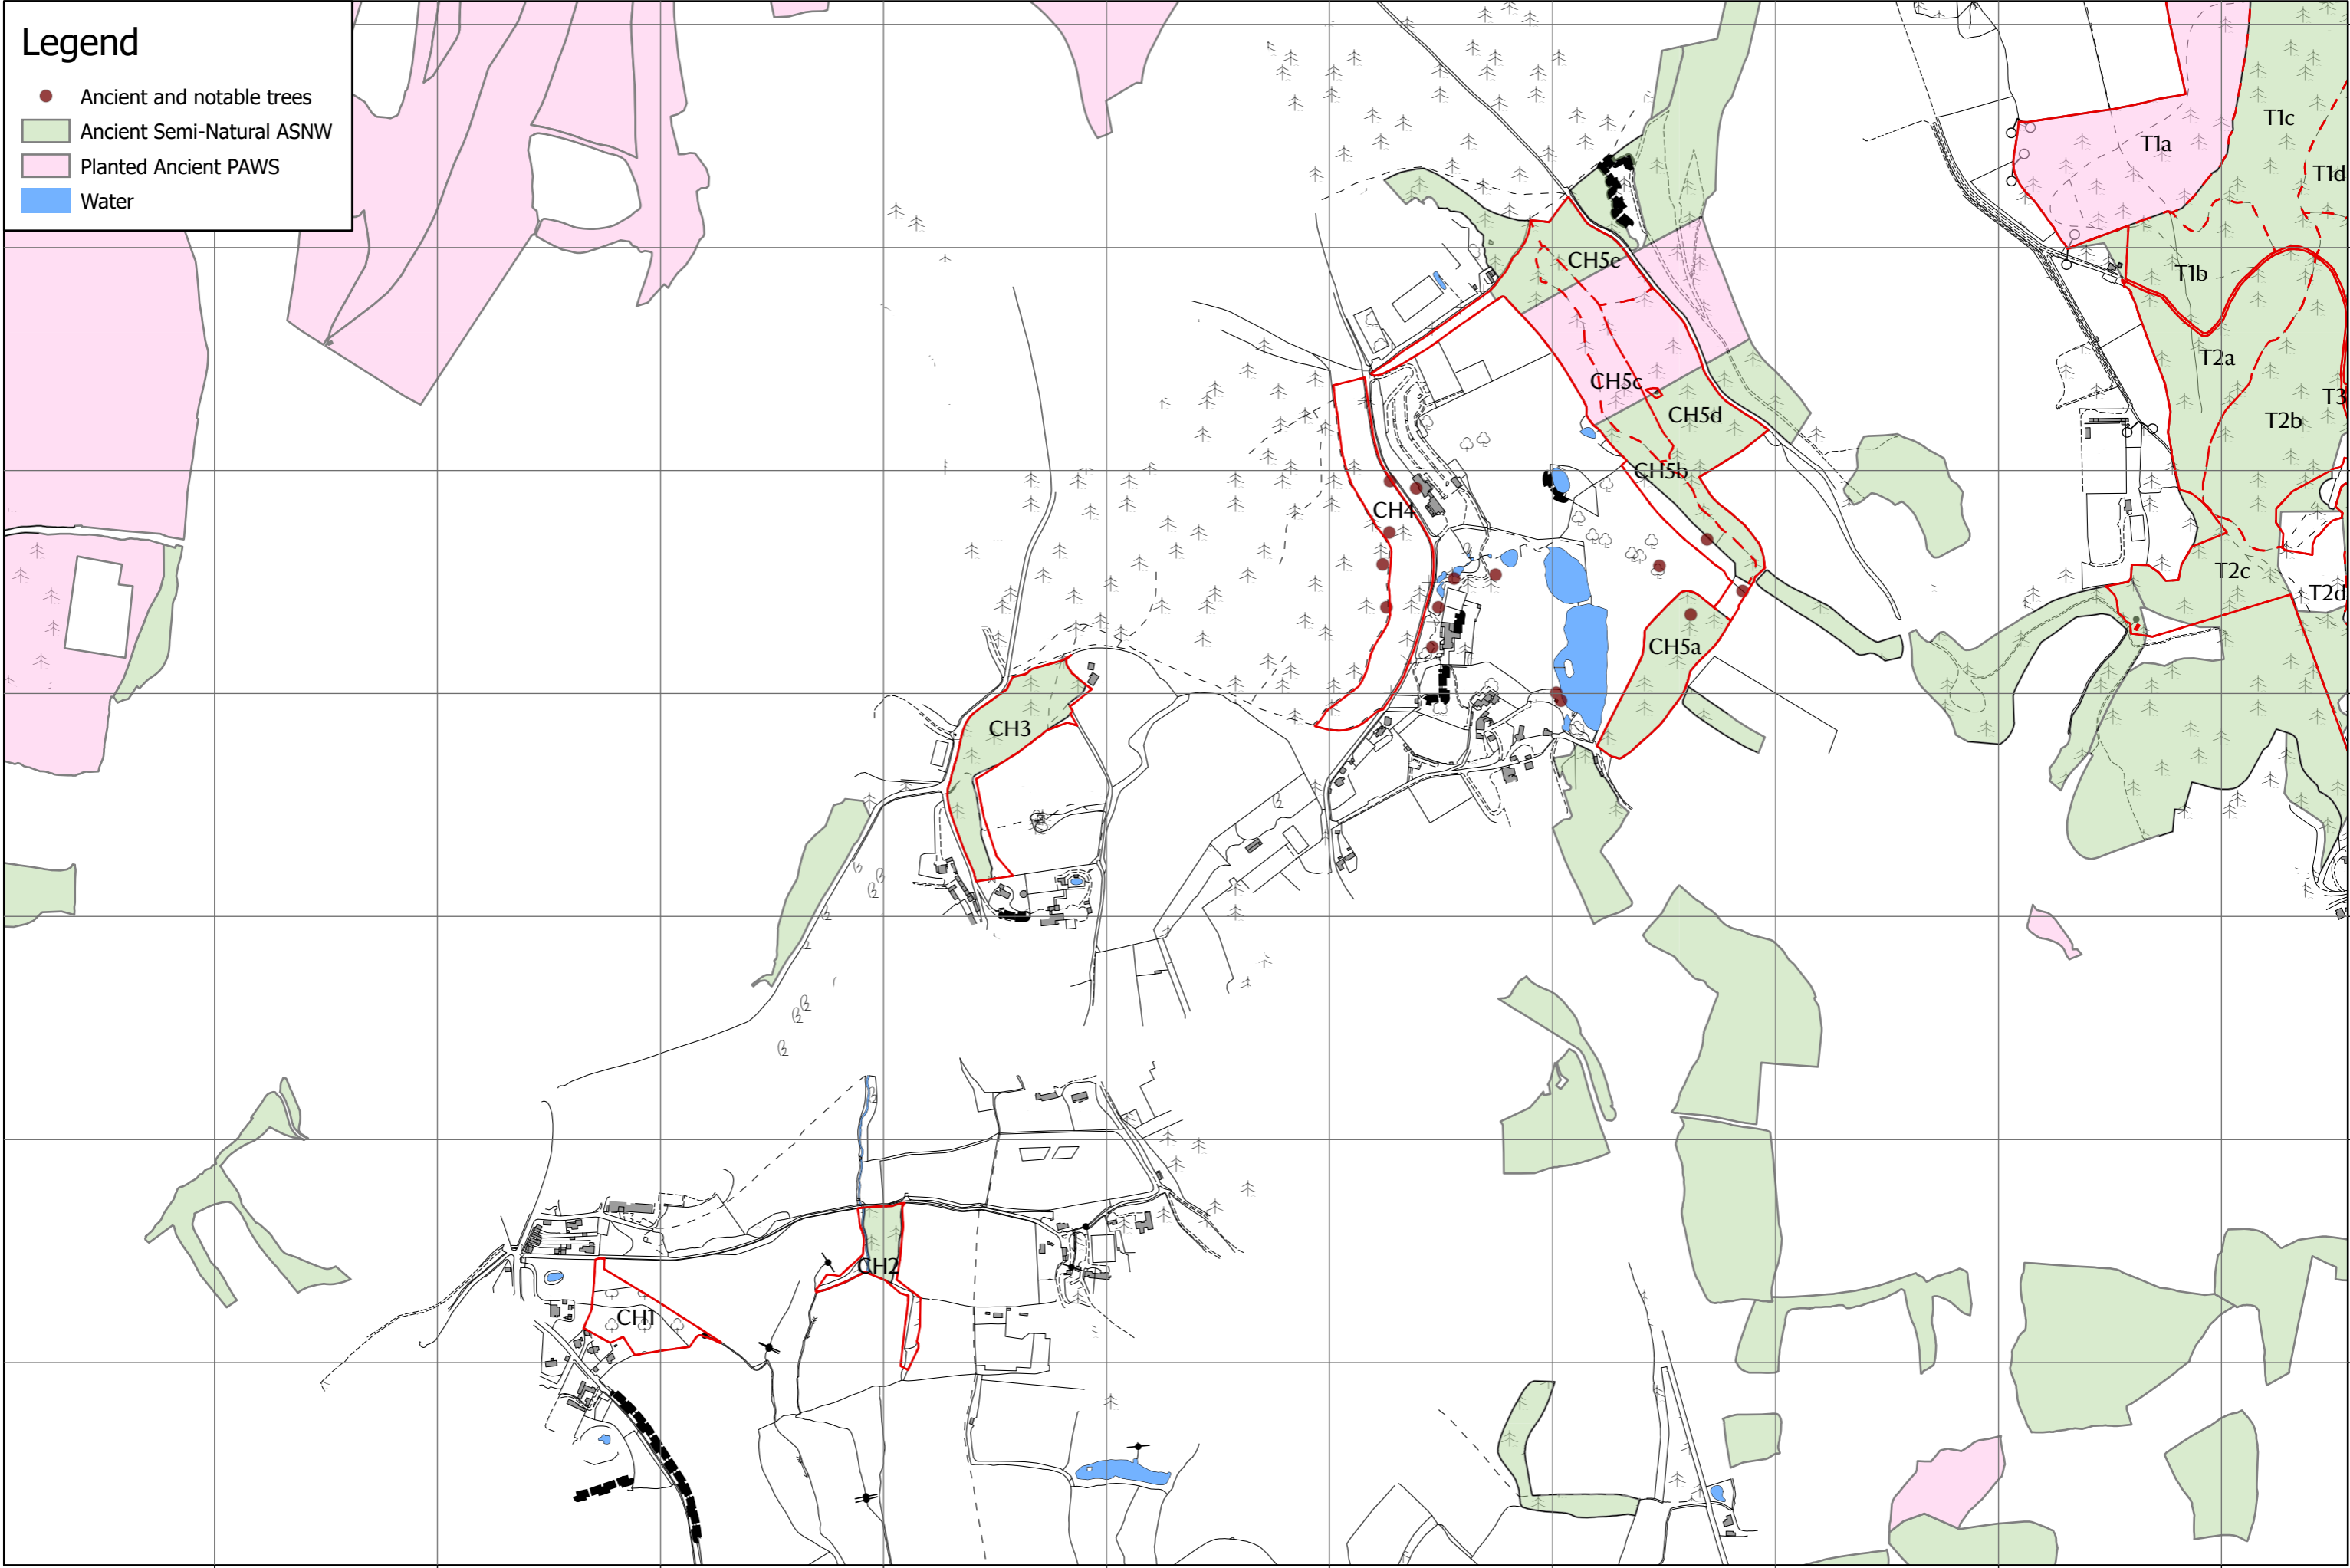 Legend
Ancient and notable trees
Ancient Semi-Natural ASNW
Planted Ancient PAWS
Water
T1c
T1a
T1d
CH5e
T1b
T2a
CH5c
T3
CH5d
T2b
CH5b
CH4
T2c
T2d
CH5a
CH3
CH2
CH1